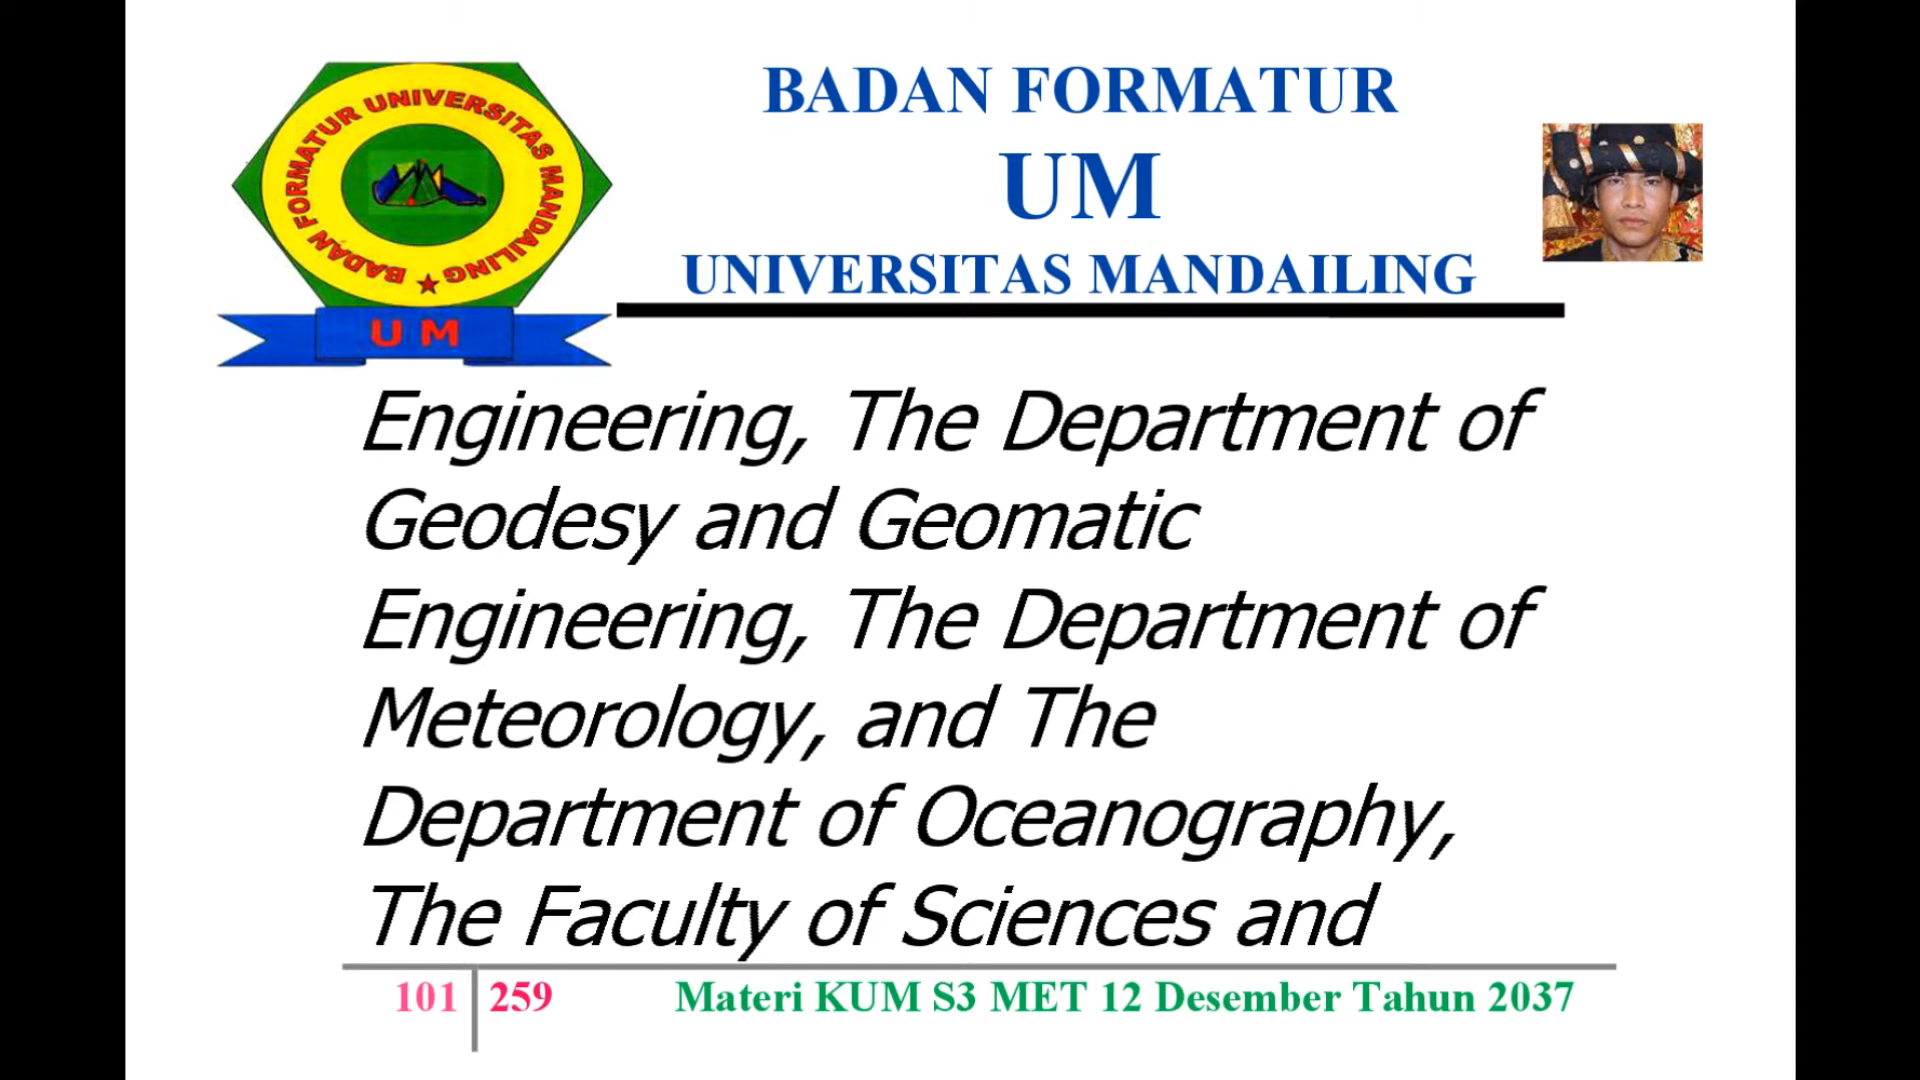 BADAN FORMATUR UNIVERSITAS MANDAILING
U M
BADAN FORMATUR
UM
UNIVERSITAS MANDAILING
Engineering, The Department of
Geodesy and Geomatic
Engineering, The Department of
Meteorology, and The
Department of Oceanography,
The Faculty of Sciences and
101 259 Materi KUM S3 MET 12 Desember Tahun 2037